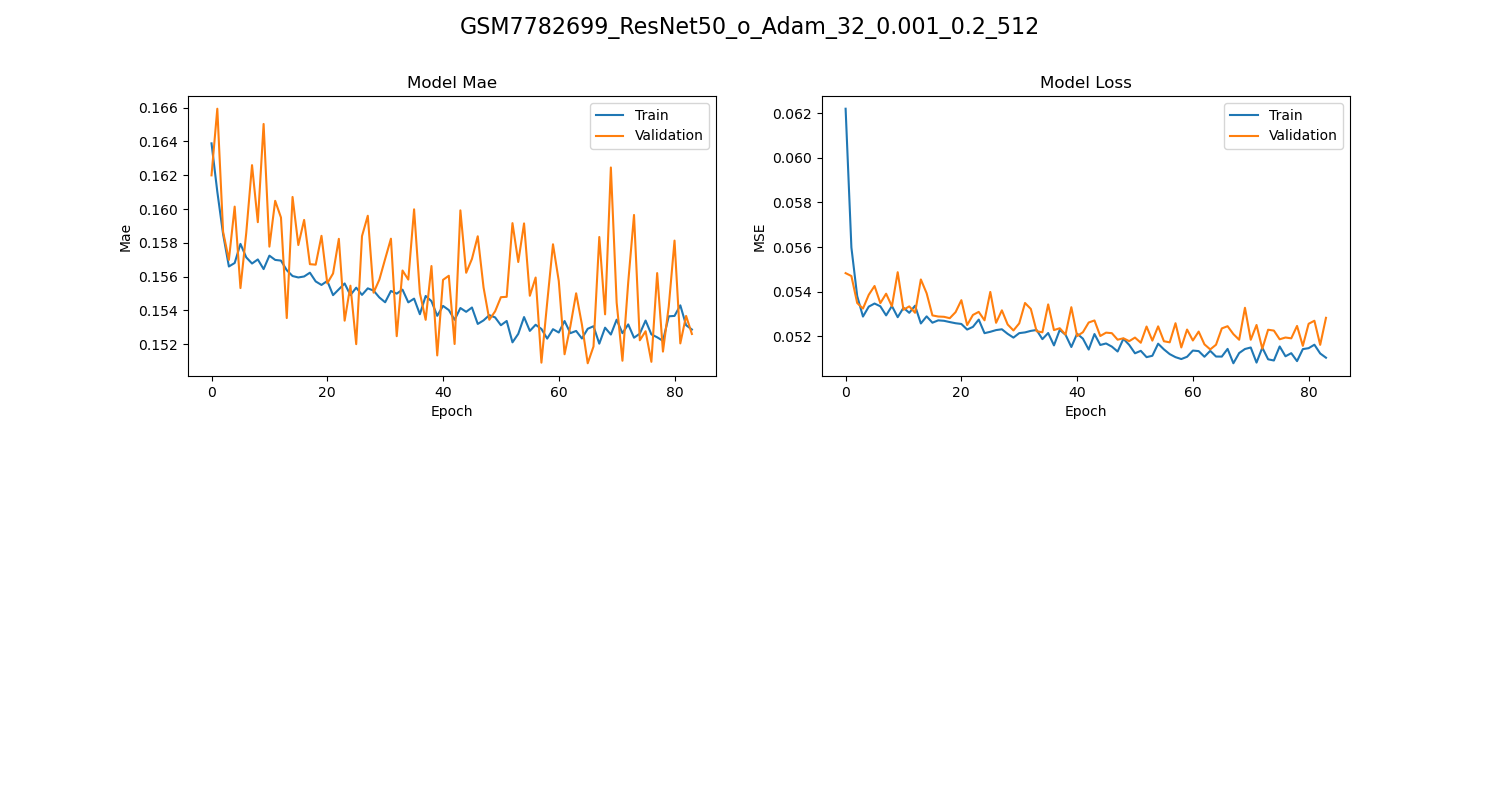 GSM7782699_ResNet50_o_Adam_32_0.001_0.2_512
Model Mae
0.166
0.164
0.162
0.160
0.158
0.156
0.154
0.152
Mae
Train
Validation
0 20 40 60 80
Epoch
Model Loss
0.062
0.060
0.058
0.056
0.054
0.052
MSE
Train
Validation
0 20 40 60 80
Epoch